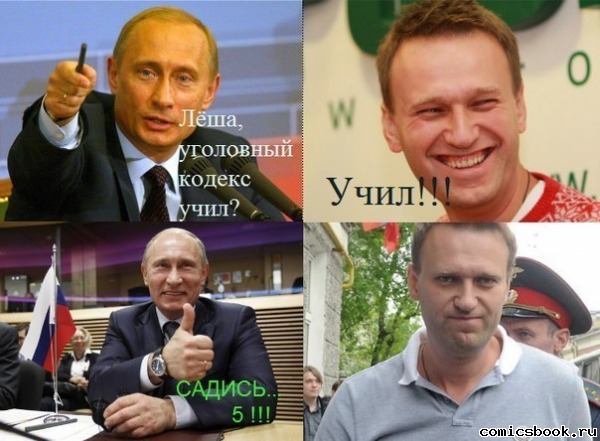 Лёша,
уголовный
кодекс
учил?
Учил!!!
САДИСЬ...
5 !!!
comicsbook.ru